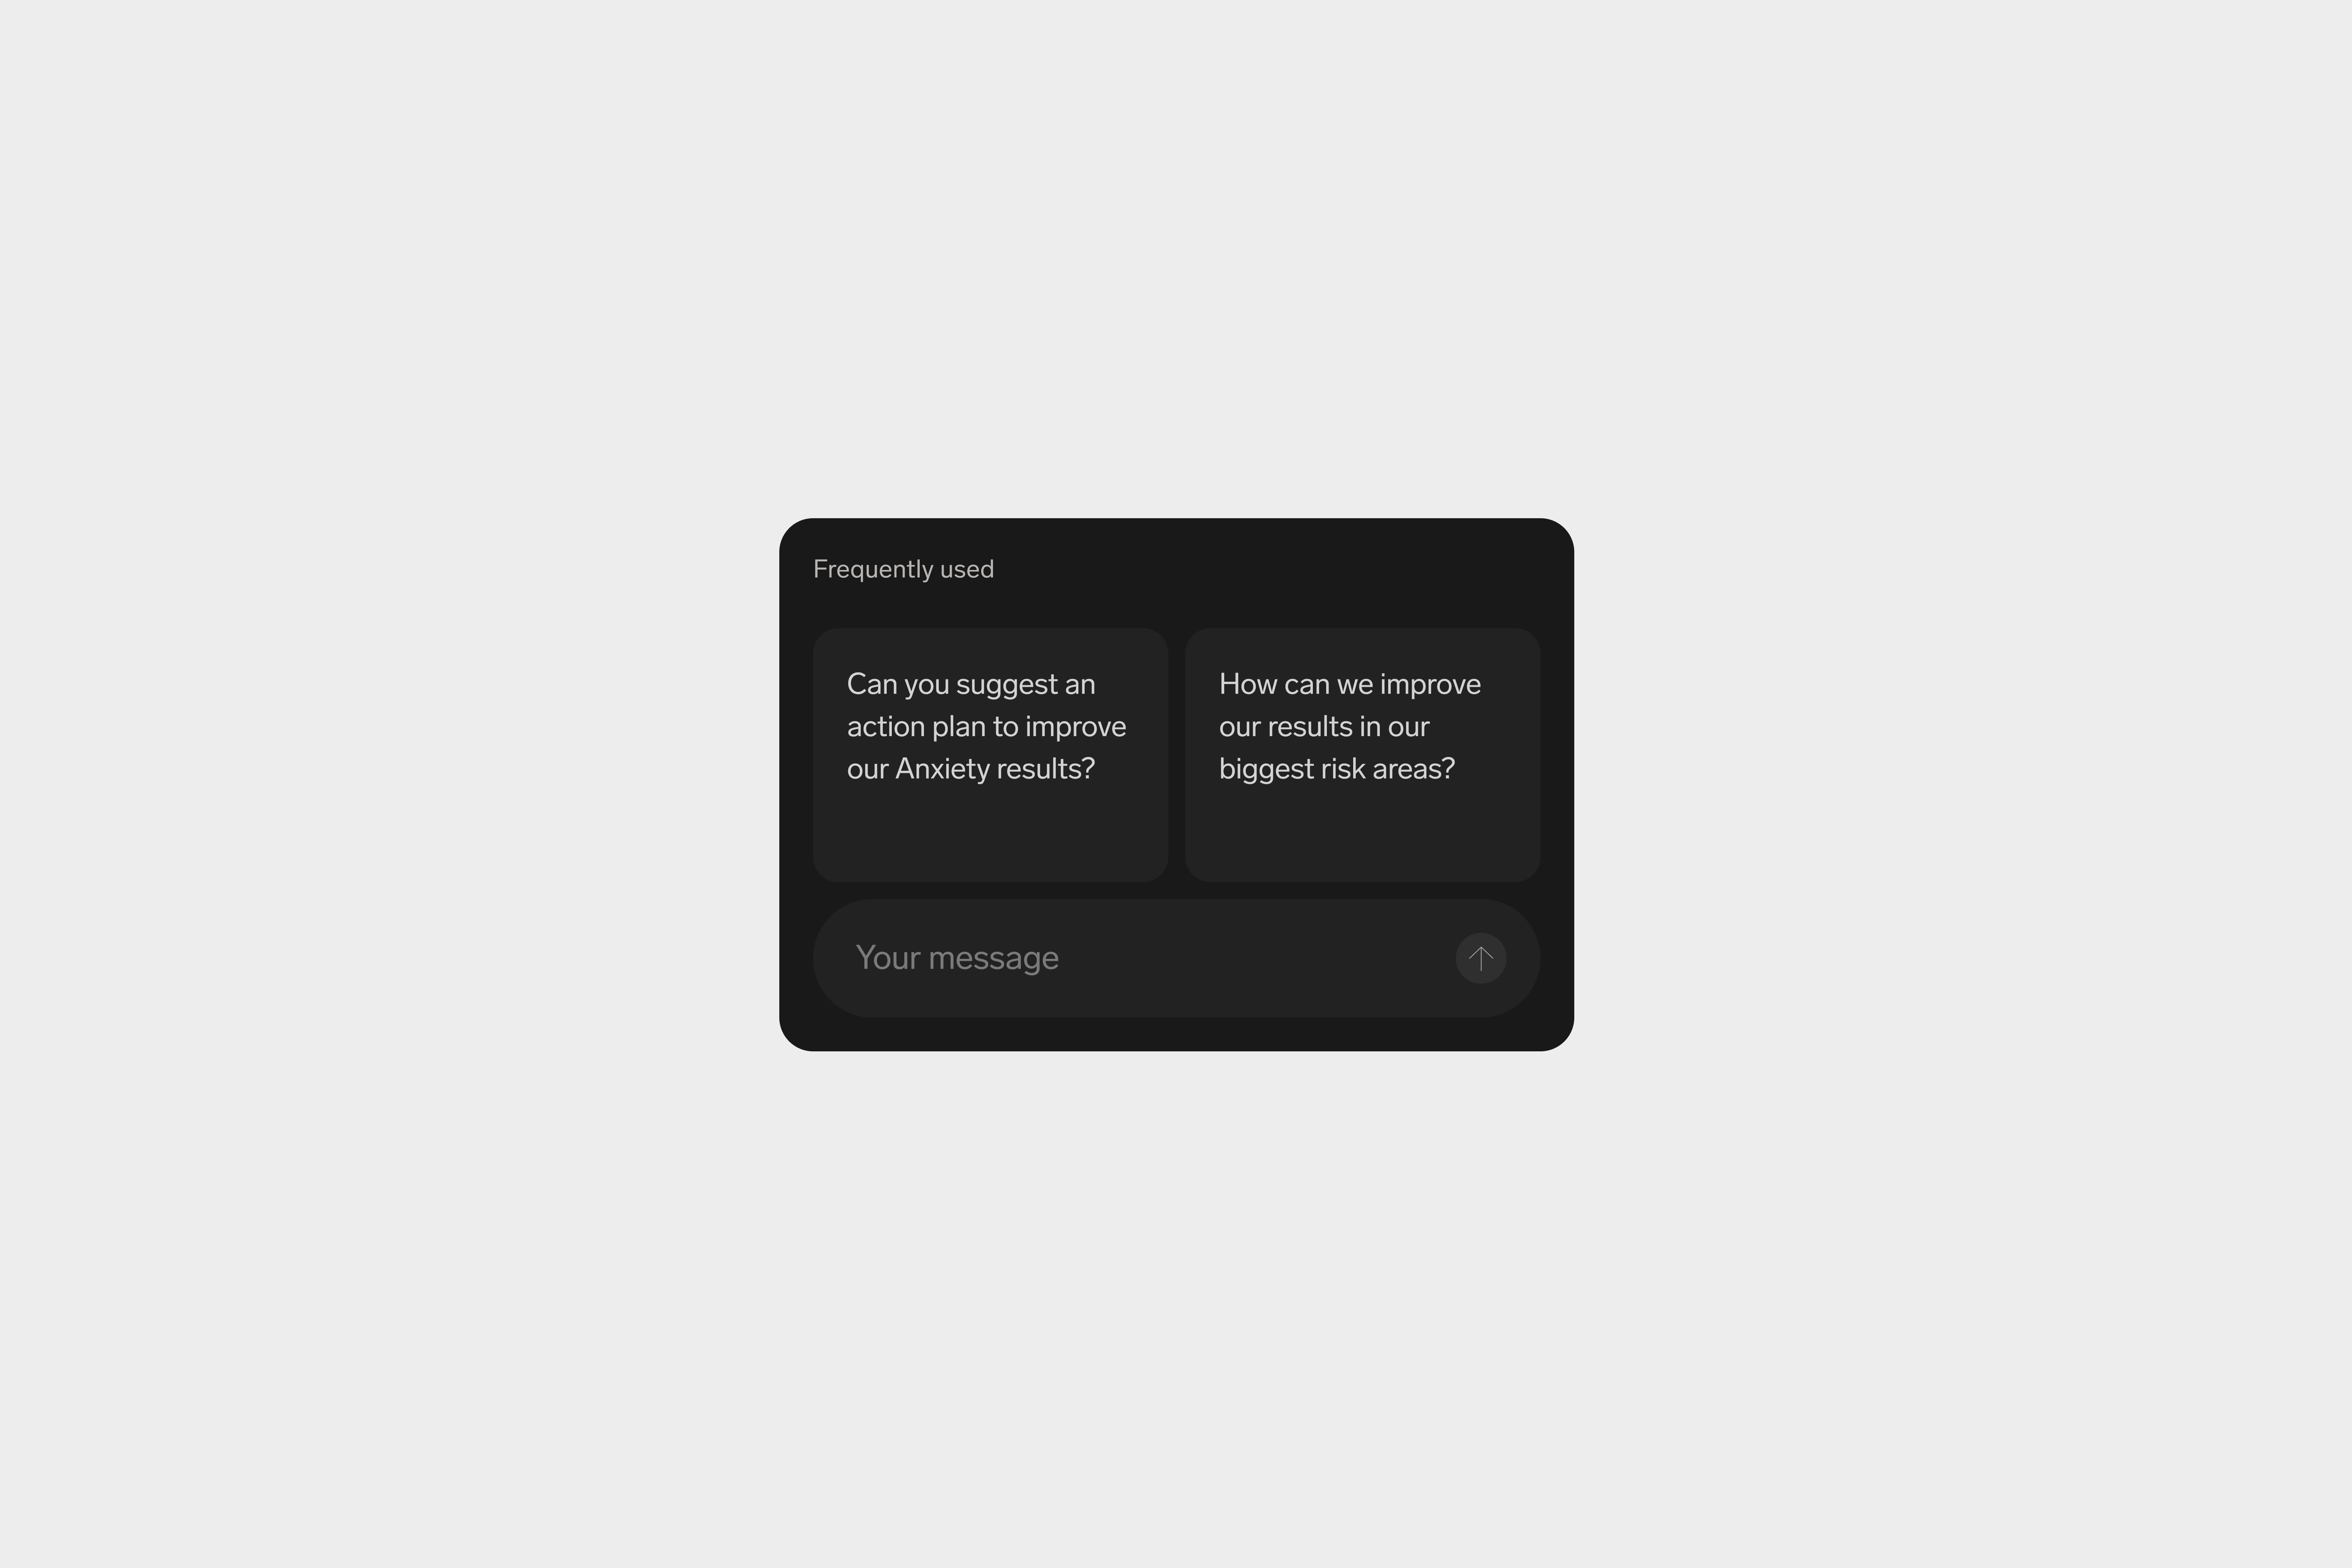 Frequently used
Can you suggest an
action plan to improve
our Anxiety results?
How can we improve
our results in our
biggest risk areas?
Your message